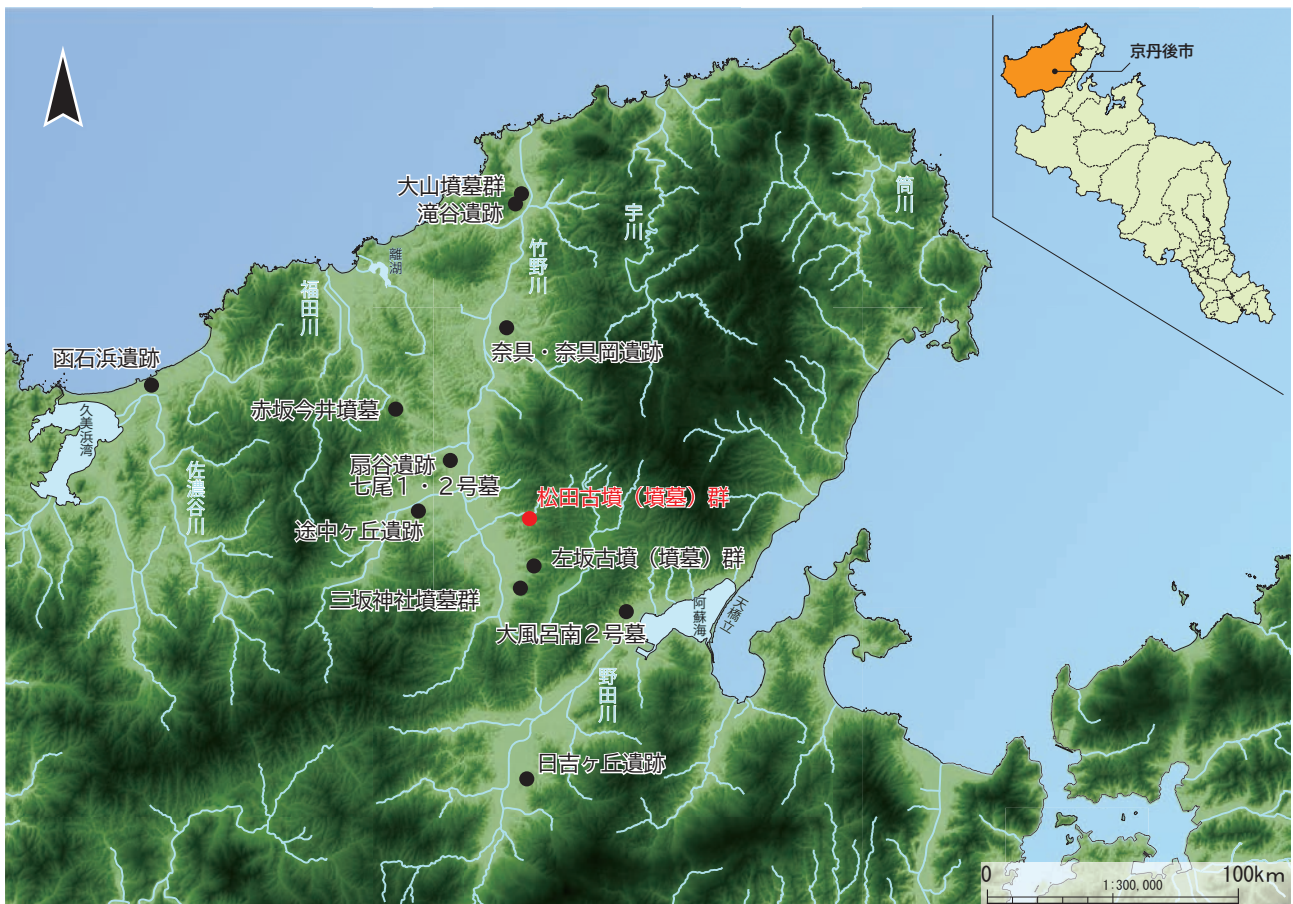 京丹後市
大山墳墓群
滝谷遺跡
筒川
宇川
竹野川
離湖
福田川
奈具・奈具岡遺跡
函石浜遺跡
赤坂今井墳墓
久美浜湾
佐濃谷川
扇谷遺跡
七尾1・2号墓
松田古墳（墳墓）群
途中ヶ丘遺跡
左坂古墳（墳墓）群
三坂神社墳墓群
大風呂南2号墓
阿蘇海
天橋立
野田川
日吉ヶ丘遺跡
0 100km
1:300,000